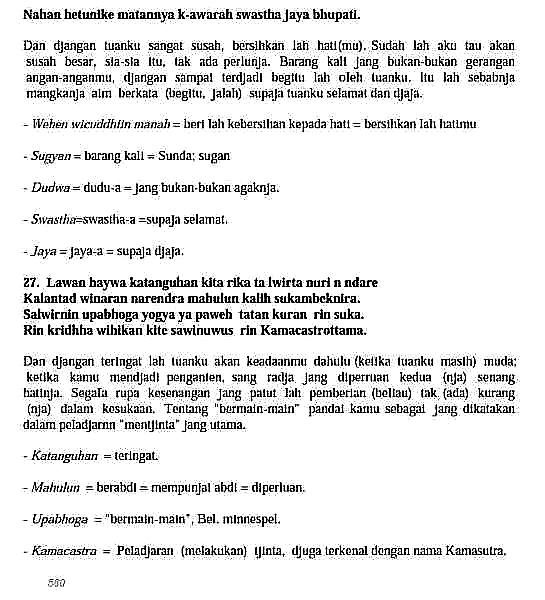 Nahan hetunike matannya k-awarah swastha jaya bhupati.
Dan djangan tuanku sangat susah, bersihkan lah hati(mu). Sudah lah aku tau akan
susah besar, sia-sia itu, tak ada perlunja. Barang kali jang bukan-bukan gerangan
angan-anganmu, djangan sampai terdjadi begitu lah oleh tuanku. Itu lah sebabnja
mangkanja aim berkata (begitu, jalah) supaja tuanku selamat dan djaja.
- Wehen wicuddhiin manah = beri lah kebersihan kepada hati = bersihkan lah hatimu
- Sugyan = barang kali = Sunda; sugan
- Dudwa = dudu-a = jang bukan-bukan agaknja.
- Swastha=swastha-a =supaja selamat.
- Jaya = jaya-a = supaja djaja.
27. Lawan haywa katanguhan kita rika ta lwirta nuri n ndare
Kalantad winaran narendra mahulun kalih sukambeknira.
Salwirnin upabhoga yogya ya paweh tatan kuran rin suka.
Rin kridhha wihikan kite sawinuwus rin Kamacastrottama.
Dan djangan teringat lah tuanku akan keadaanmu dahulu (ketika tuanku masih) muda;
ketika kamu mendjadi penganten, sang radja jang diperruan kedua (nja) senang
hatinja. Segala rupa kesenangan jang patut lah pemberian (beliau) tak (ada) kurang
(nja) dalam kesukaan. Tentang "bermain-main" pandai kamu sebagai jang dikatakan
dalam peladjarnn "mentjinta" jang utama.
- Katanguhan = teringat.
- Mahulun = berabdi = mempunjai abdi = diperluan.
- Upabhoga = "bermain-main", Bel. minnespel.
- Kamacastra = Peladjaran (melakukan) tjinta, djuga terkenal dengan nama Kamasutra.
560